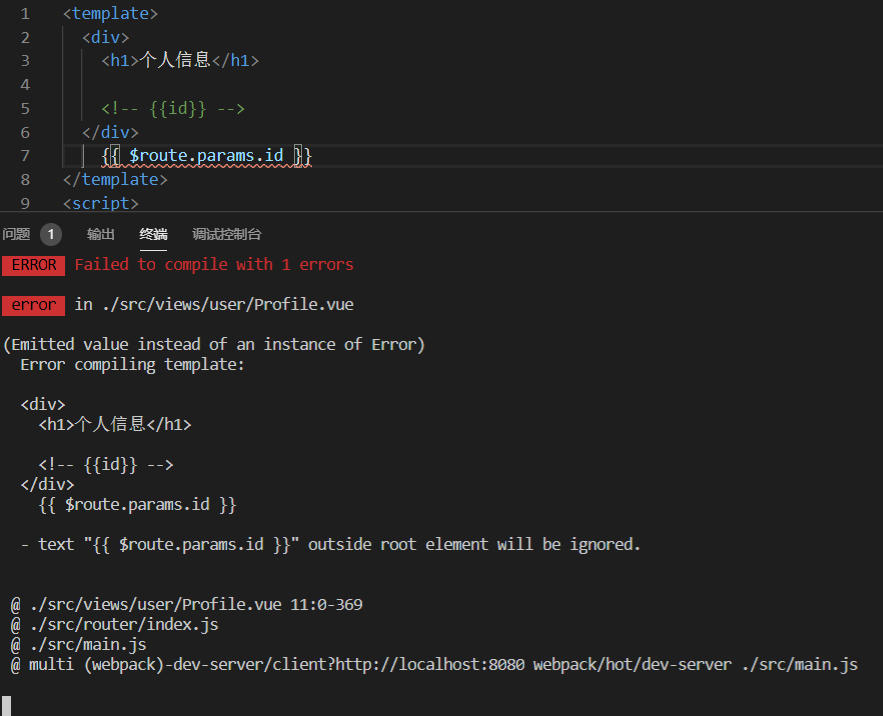 1 <template>
2 <div>
3 <h1>个人信息</h1>
4
5 <!-- {{id}} -->
6 </div>
7 {{ $route.params.id }}
8 </template>
9 <script>
问题 1 输出 终端 调试控制台
ERROR Failed to compile with 1 errors
error in ./src/views/user/Profile.vue
(Emitted value instead of an instance of Error)
Error compiling template:
<div>
<h1>个人信息</h1>
<!-- {{id}} -->
</div>
{{ $route.params.id }}
- text "{{ $route.params.id }}" outside root element will be ignored.
@ ./src/views/user/Profile.vue 11:0-369
@ ./src/router/index.js
@ ./src/main.js
@ multi (webpack)-dev-server/client?http://localhost:8080 webpack/hot/dev-server ./src/main.js